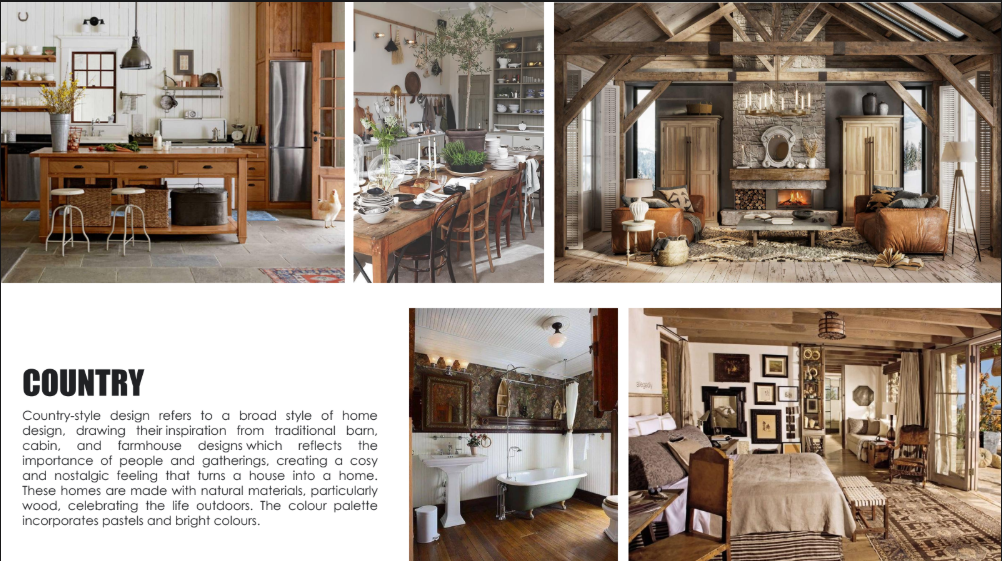 COUNTRY
Country-style design refers to a broad style of home
design, drawing their inspiration from traditional barn,
cabin, and farmhouse designs which reflects the
importance of people and gatherings, creating a cosy
and nostalgic feeling that turns a house into a home.
These homes are made with natural materials, particularly
wood, celebrating the life outdoors. The colour palette
incorporates pastels and bright colours.